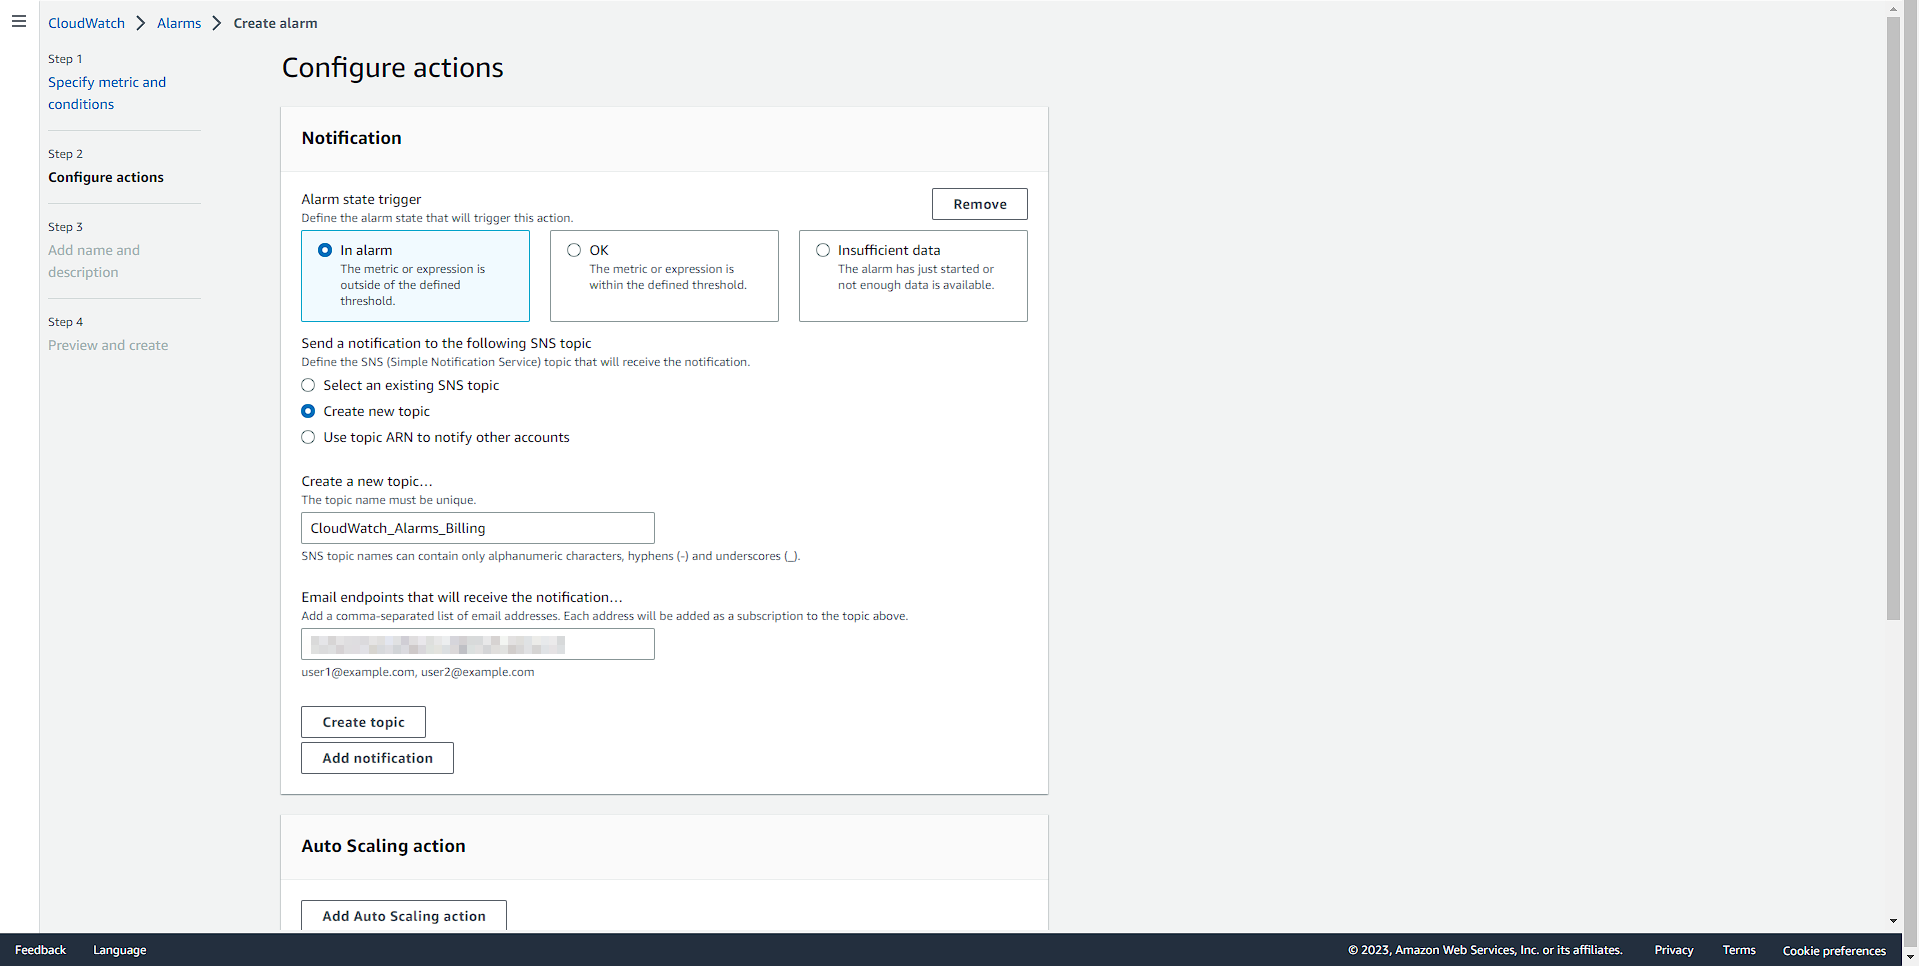 CloudWatch > Alarms > Create alarm
Step 1
Specify metric and
conditions
Step 2
Configure actions
Step 3
Add name and
description
Step 4
Preview and create
Configure actions
Notification
Alarm state trigger
Define the alarm state that will trigger this action.
Remove
In alarm
The metric or expression is
outside of the defined
threshold.
OK
The metric or expression is
within the defined threshold.
Insufficient data
The alarm has just started or
not enough data is available.
Send a notification to the following SNS topic
Define the SNS (Simple Notification Service) topic that will receive the notification.
Select an existing SNS topic
Create new topic
Use topic ARN to notify other accounts
Create a new topic…
The topic name must be unique.
CloudWatch_Alarms_Billing
SNS topic names can contain only alphanumeric characters, hyphens (-) and underscores (_).
Email endpoints that will receive the notification…
Add a comma-separated list of email addresses. Each address will be added as a subscription to the topic above.
user1@example.com, user2@example.com
Create topic
Add notification
Auto Scaling action
Add Auto Scaling action
Feedback Language © 2023, Amazon Web Services, Inc. or its affiliates. Privacy Terms Cookie preferences